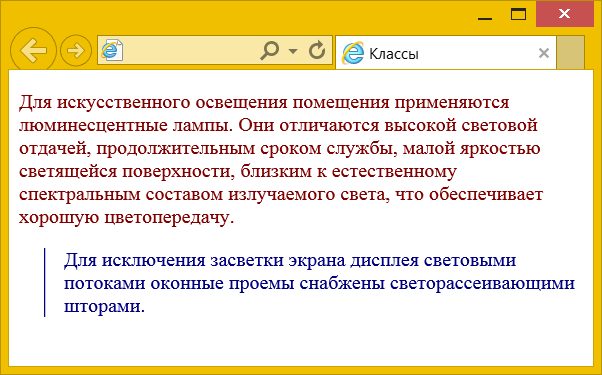 Классы
Для искусственного освещения помещения применяются
люминесцентные лампы. Они отличаются высокой световой
отдачей, продолжительным сроком службы, малой яркостью
светящейся поверхности, близким к естественному
спектральным составом излучаемого света, что обеспечивает
хорошую цветопередачу.
Для исключения засветки экрана дисплея световыми
потоками оконные проемы снабжены светорассеивающими
шторами.